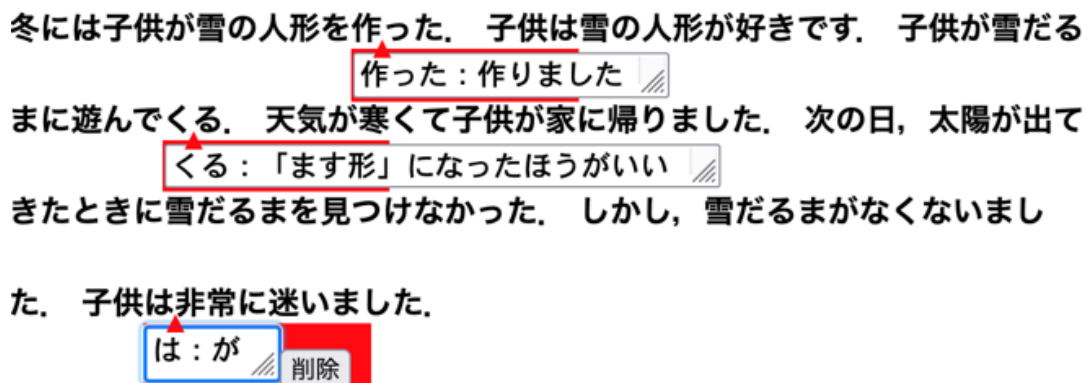 冬には子供が雪の人形を作った． 子供は雪の人形が好きです． 子供が雪だる
作った：作りました
まに遊んでくる． 天気が寒くて子供が家に帰りました． 次の日，太陽が出て
くる：「ます形」になったほうがいい
きたときに雪だるまを見つけなかった． しかし，雪だるまがなくないまし
た． 子供は非常に迷いました．
は：が
削除